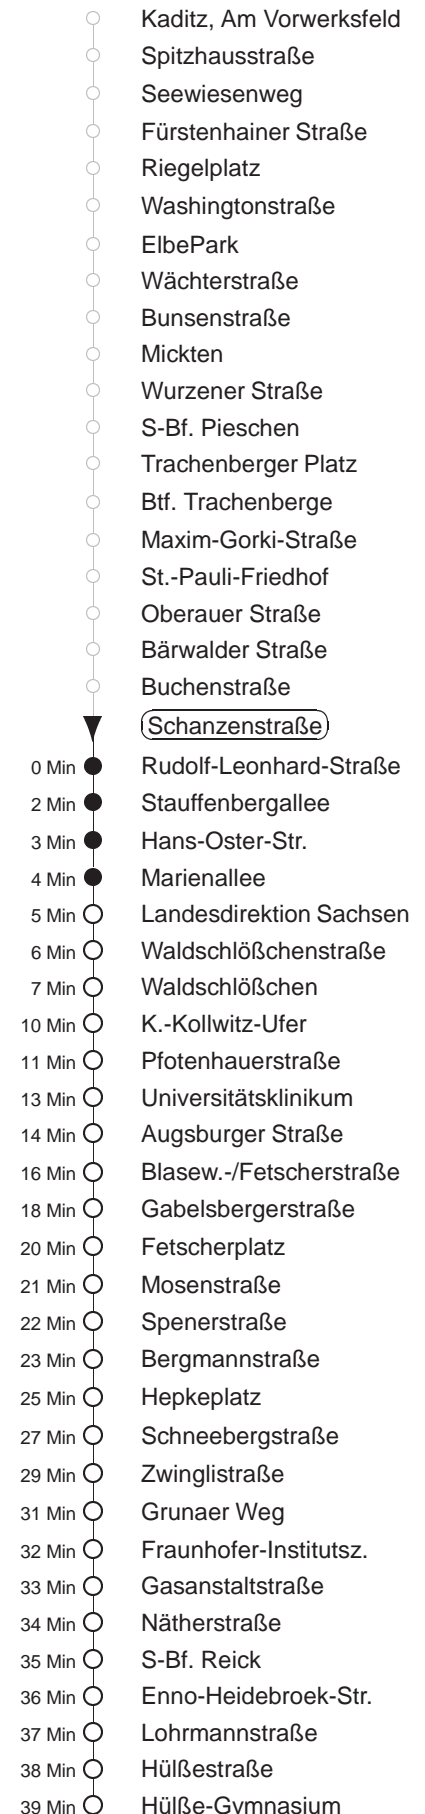 Kaditz, Am Vorwerksfeld
Spitzhausstraße
Seewiesenweg
Fürstenhainer Straße
Riegelplatz
Washingtonstraße
ElbePark
Wächterstraße
Bunsenstraße
Mickten
Wurzener Straße
S-Bf. Pieschen
Trachenberger Platz
Btf. Trachenberge
Maxim-Gorki-Straße
St.-Pauli-Friedhof
Oberauer Straße
Bärwalder Straße
Buchenstraße
Schanzenstraße
0 Min Rudolf-Leonhard-Straße
2 Min Stauffenbergallee
3 Min Hans-Oster-Str.
4 Min Marienallee
5 Min Landesdirektion Sachsen
6 Min Waldschlößchenstraße
7 Min Waldschlößchen
10 Min K.-Kollwitz-Ufer
11 Min Pfotenhauerstraße
13 Min Universitätsklinikum
14 Min Augsburger Straße
16 Min Blasew.-/Fetscherstraße
18 Min Gabelsbergerstraße
20 Min Fetscherplatz
21 Min Mosenstraße
22 Min Spenerstraße
23 Min Bergmannstraße
25 Min Hepkeplatz
27 Min Schneebergstraße
29 Min Zwinglistraße
31 Min Grunaer Weg
32 Min Fraunhofer-Institutsz.
33 Min Gasanstaltstraße
34 Min Nätherstraße
35 Min S-Bf. Reick
36 Min Enno-Heidebroek-Str.
37 Min Lohrmannstraße
38 Min Hülßestraße
39 Min Hülße-Gymnasium